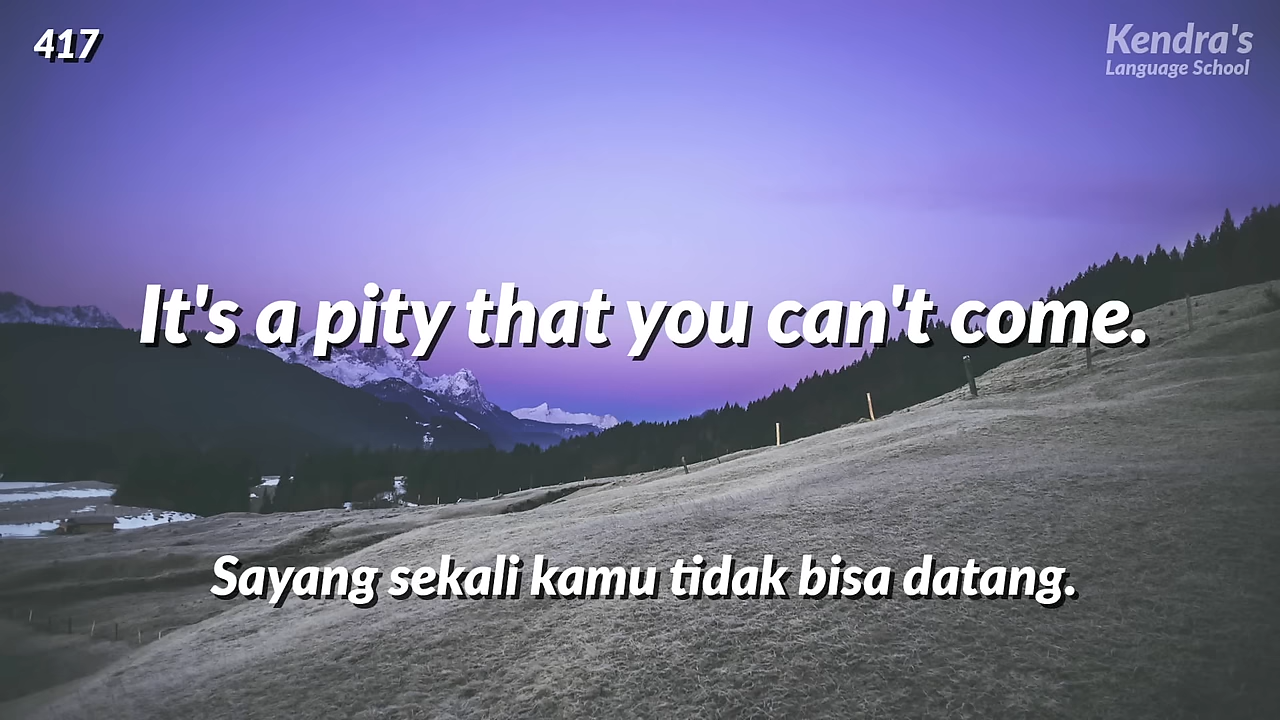 417
Kendra's
Language School
It's a pity that you can't come.
Sayang sekali kamu tidak bisa datang.